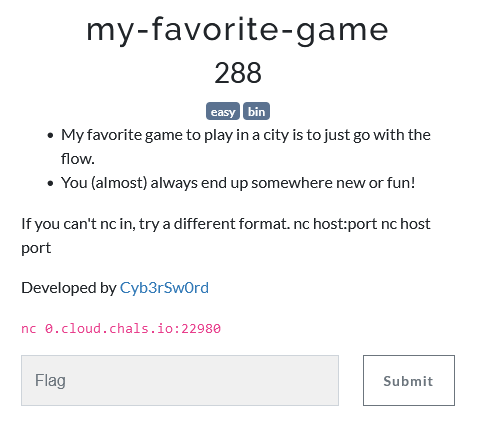 my-favorite-game
288
easy bin
• My favorite game to play in a city is to just go with the
flow.
• You (almost) always end up somewhere new or fun!
If you can't nc in, try a different format. nc host:port nc host
port
Developed by Cyb3rSw0rd
nc 0.cloud.chals.io:22980
Flag Submit